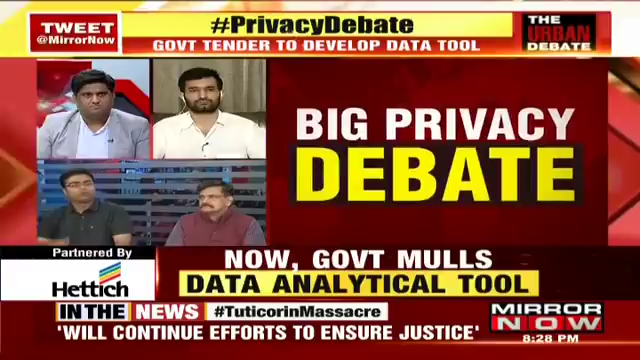 TWEET
@MirrorNow
#PrivacyDebate
GOVT TENDER TO DEVELOP DATA TOOL
THE
URBAN
DEBATE
BIG PRIVACY
DEBATE
Partnered By
Hettich
NOW, GOVT MULLS
DATA ANALYTICAL TOOL
IN THE NEWS
#TuticorinMassacre
'WILL CONTINUE EFFORTS TO ENSURE JUSTICE'
MIRROR
NOW
8:28 PM